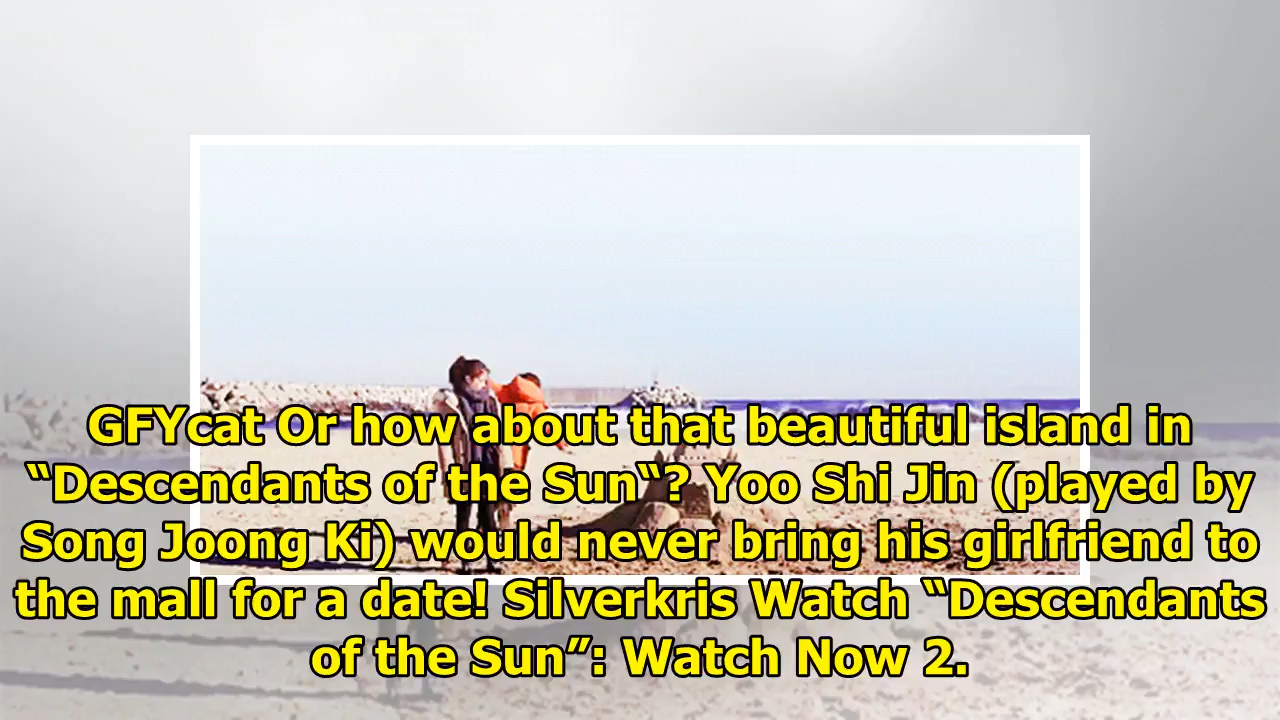 GFYcat Or how about that beautiful island in
“Descendants of the Sun“? Yoo Shi Jin (played by
Song Joong Ki) would never bring his girlfriend to
the mall for a date! Silverkris Watch “Descendants
of the Sun”: Watch Now 2.